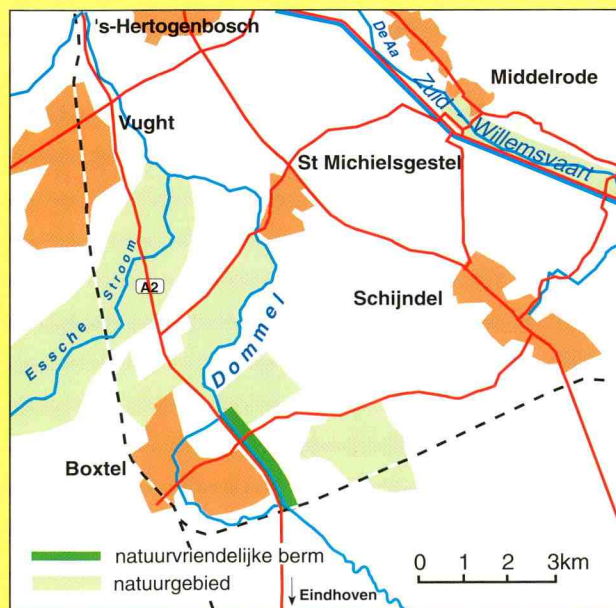 's-Hertogenbosch
De Aa
Middelrode
Zuid Willemsvaart
Vught
St Michielsgestel
Essche Stroom
A2
Dommel
Schijndel
Boxtel
natuurvriendelijke berm
natuurgebied
0 1 2 3km
Eindhoven